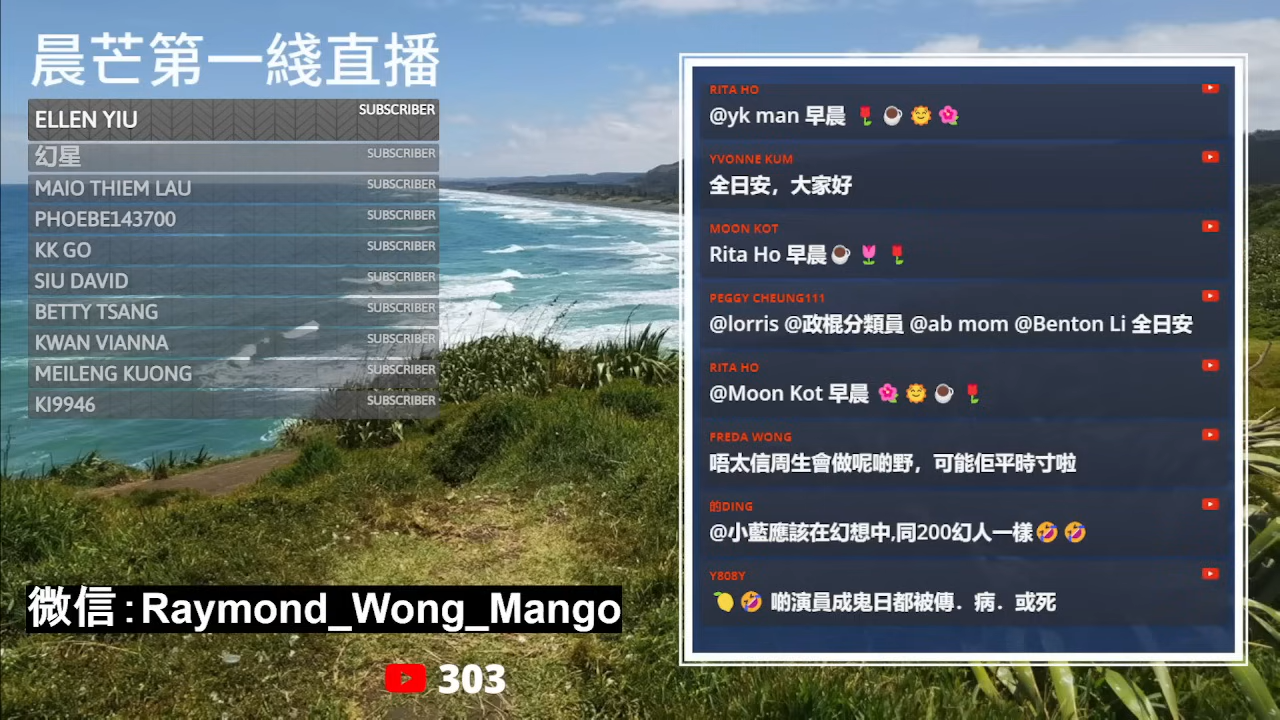 晨芒第一綫直播
ELLEN YIU SUBSCRIBER
幻星 SUBSCRIBER
MAIO THIEM LAU SUBSCRIBER
PHOEBE143700 SUBSCRIBER
KK GO SUBSCRIBER
SIU DAVID SUBSCRIBER
BETTY TSANG SUBSCRIBER
KWAN VIANNA SUBSCRIBER
MEILENG KUONG SUBSCRIBER
KI9946 SUBSCRIBER
微信:Raymond_Wong_Mango
303
RITA HO
@yk man 早晨 🌹 ☕ 🌞 🌺
YVONNE KUM
全日安，大家好
MOON KOT
Rita Ho 早晨☕ 🌷 🌹
PEGGY CHEUNG111
@lorris @政棍分類員 @ab mom @Benton Li 全日安
RITA HO
@Moon Kot 早晨 🌺 🌞 ☕ 🌹
FREDA WONG
唔太信周生會做呢啲野，可能佢平時寸啦
的DING
@小藍應該在幻想中,同200幻人一樣🤣 🤣
Y808Y
🍋 🤣 啲演員成鬼日都被傳．病．或死